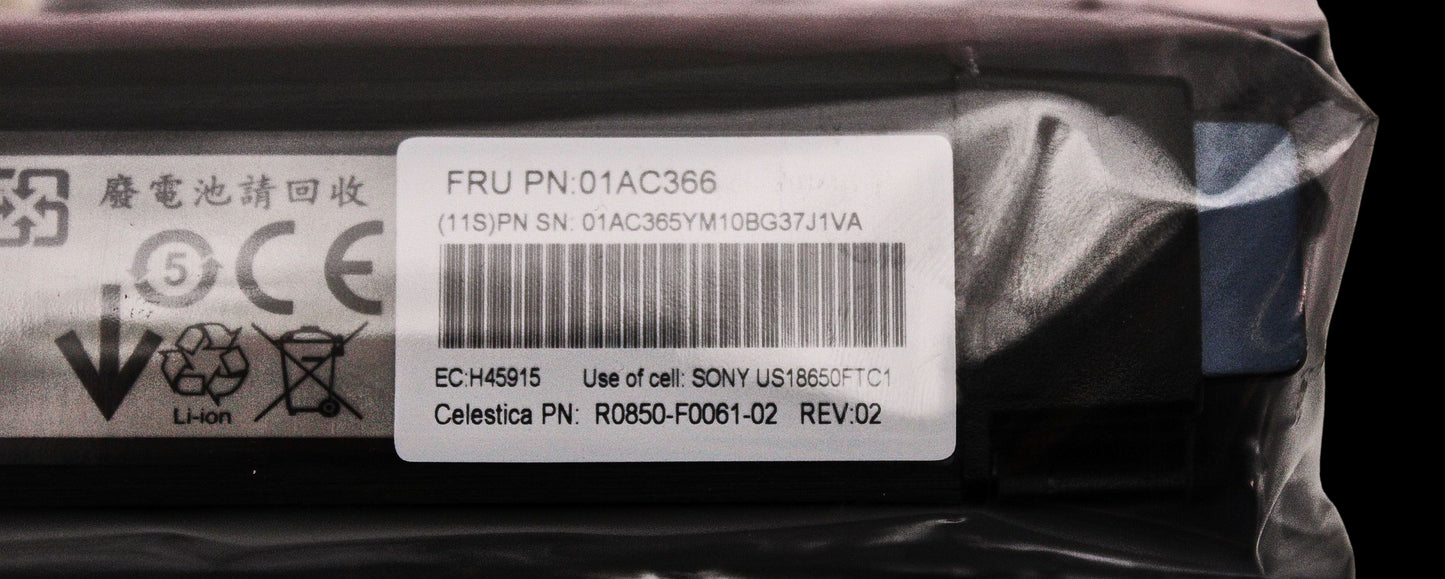 廢電池請回收
5
CE
Li-ion
FRU PN:01AC366
(11S)PN SN: 01AC365YM10BG37J1VA
EC:H45915 Use of cell: SONY US18650FTC1
Celestica PN: R0850-F0061-02 REV:02